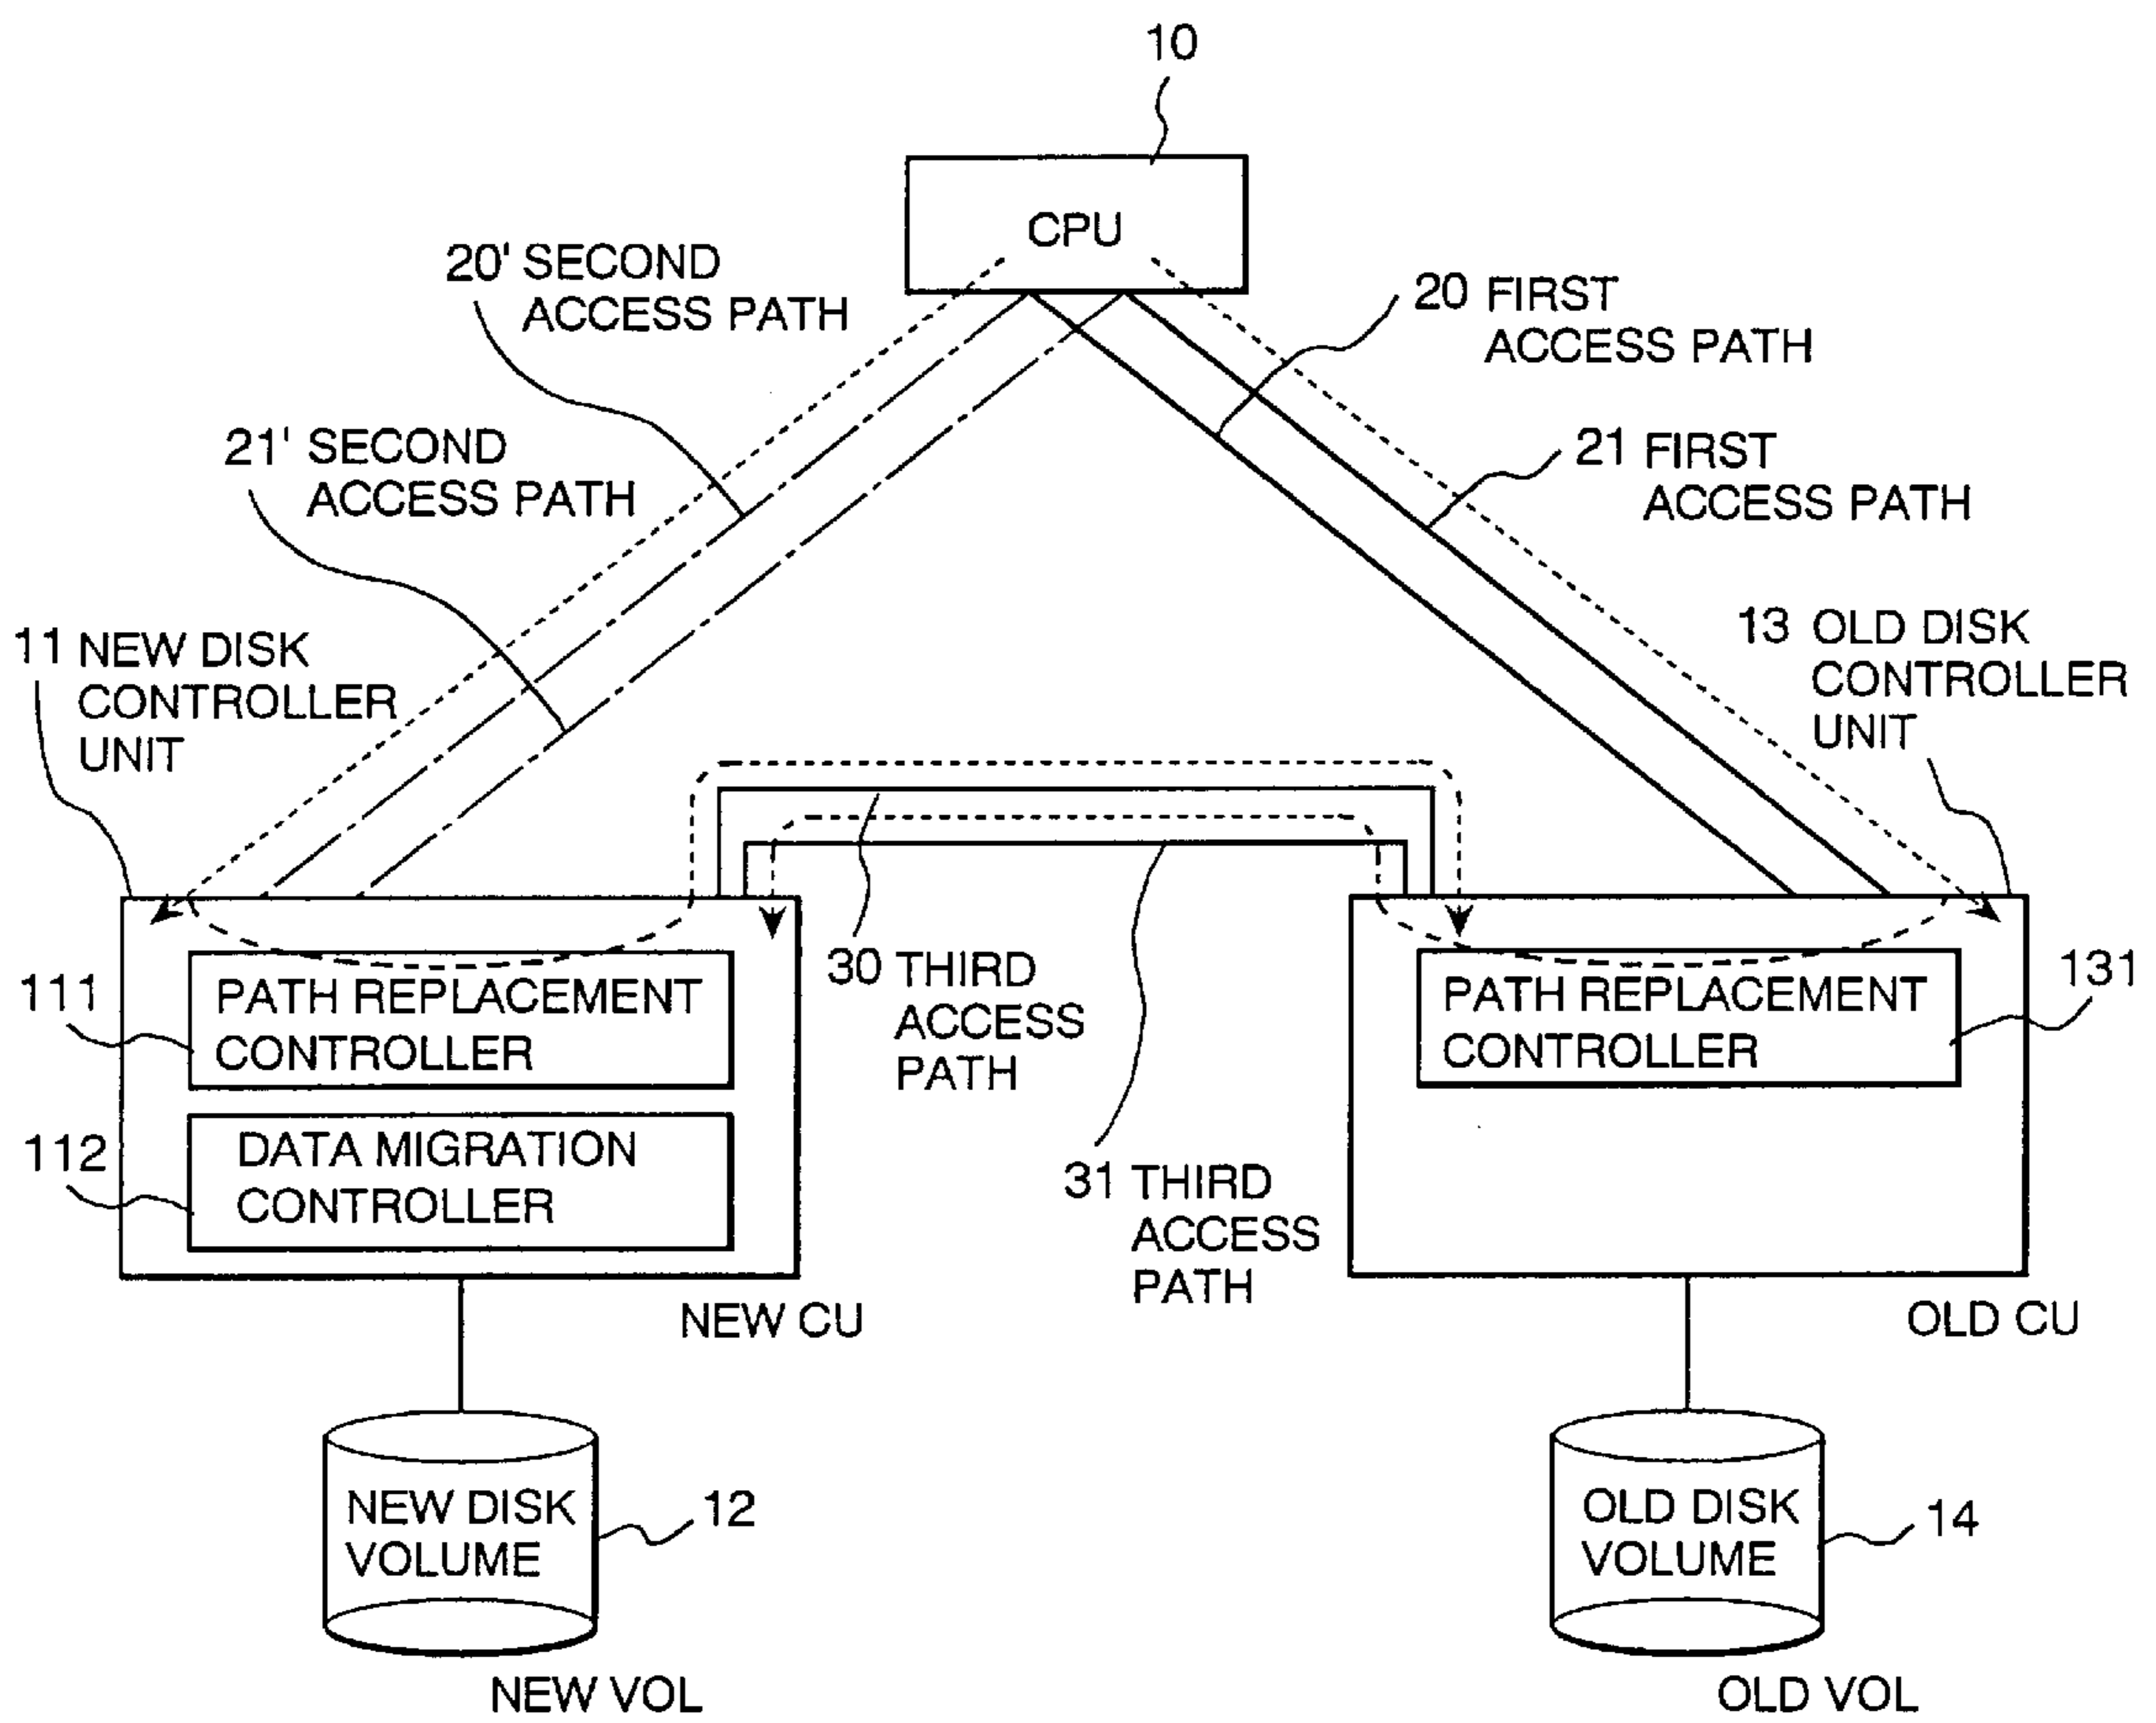 10
CPU
20' SECOND
ACCESS PATH
20 FIRST
ACCESS PATH
21' SECOND
ACCESS PATH
21 FIRST
ACCESS PATH
11 NEW DISK
CONTROLLER
UNIT
13 OLD DISK
CONTROLLER
UNIT
30 THIRD
ACCESS
PATH
111
PATH REPLACEMENT
CONTROLLER
PATH REPLACEMENT
CONTROLLER
131
112
DATA MIGRATION
CONTROLLER
31 THIRD
ACCESS
PATH
NEW CU
OLD CU
NEW DISK
VOLUME
12
OLD DISK
VOLUME
14
NEW VOL
OLD VOL